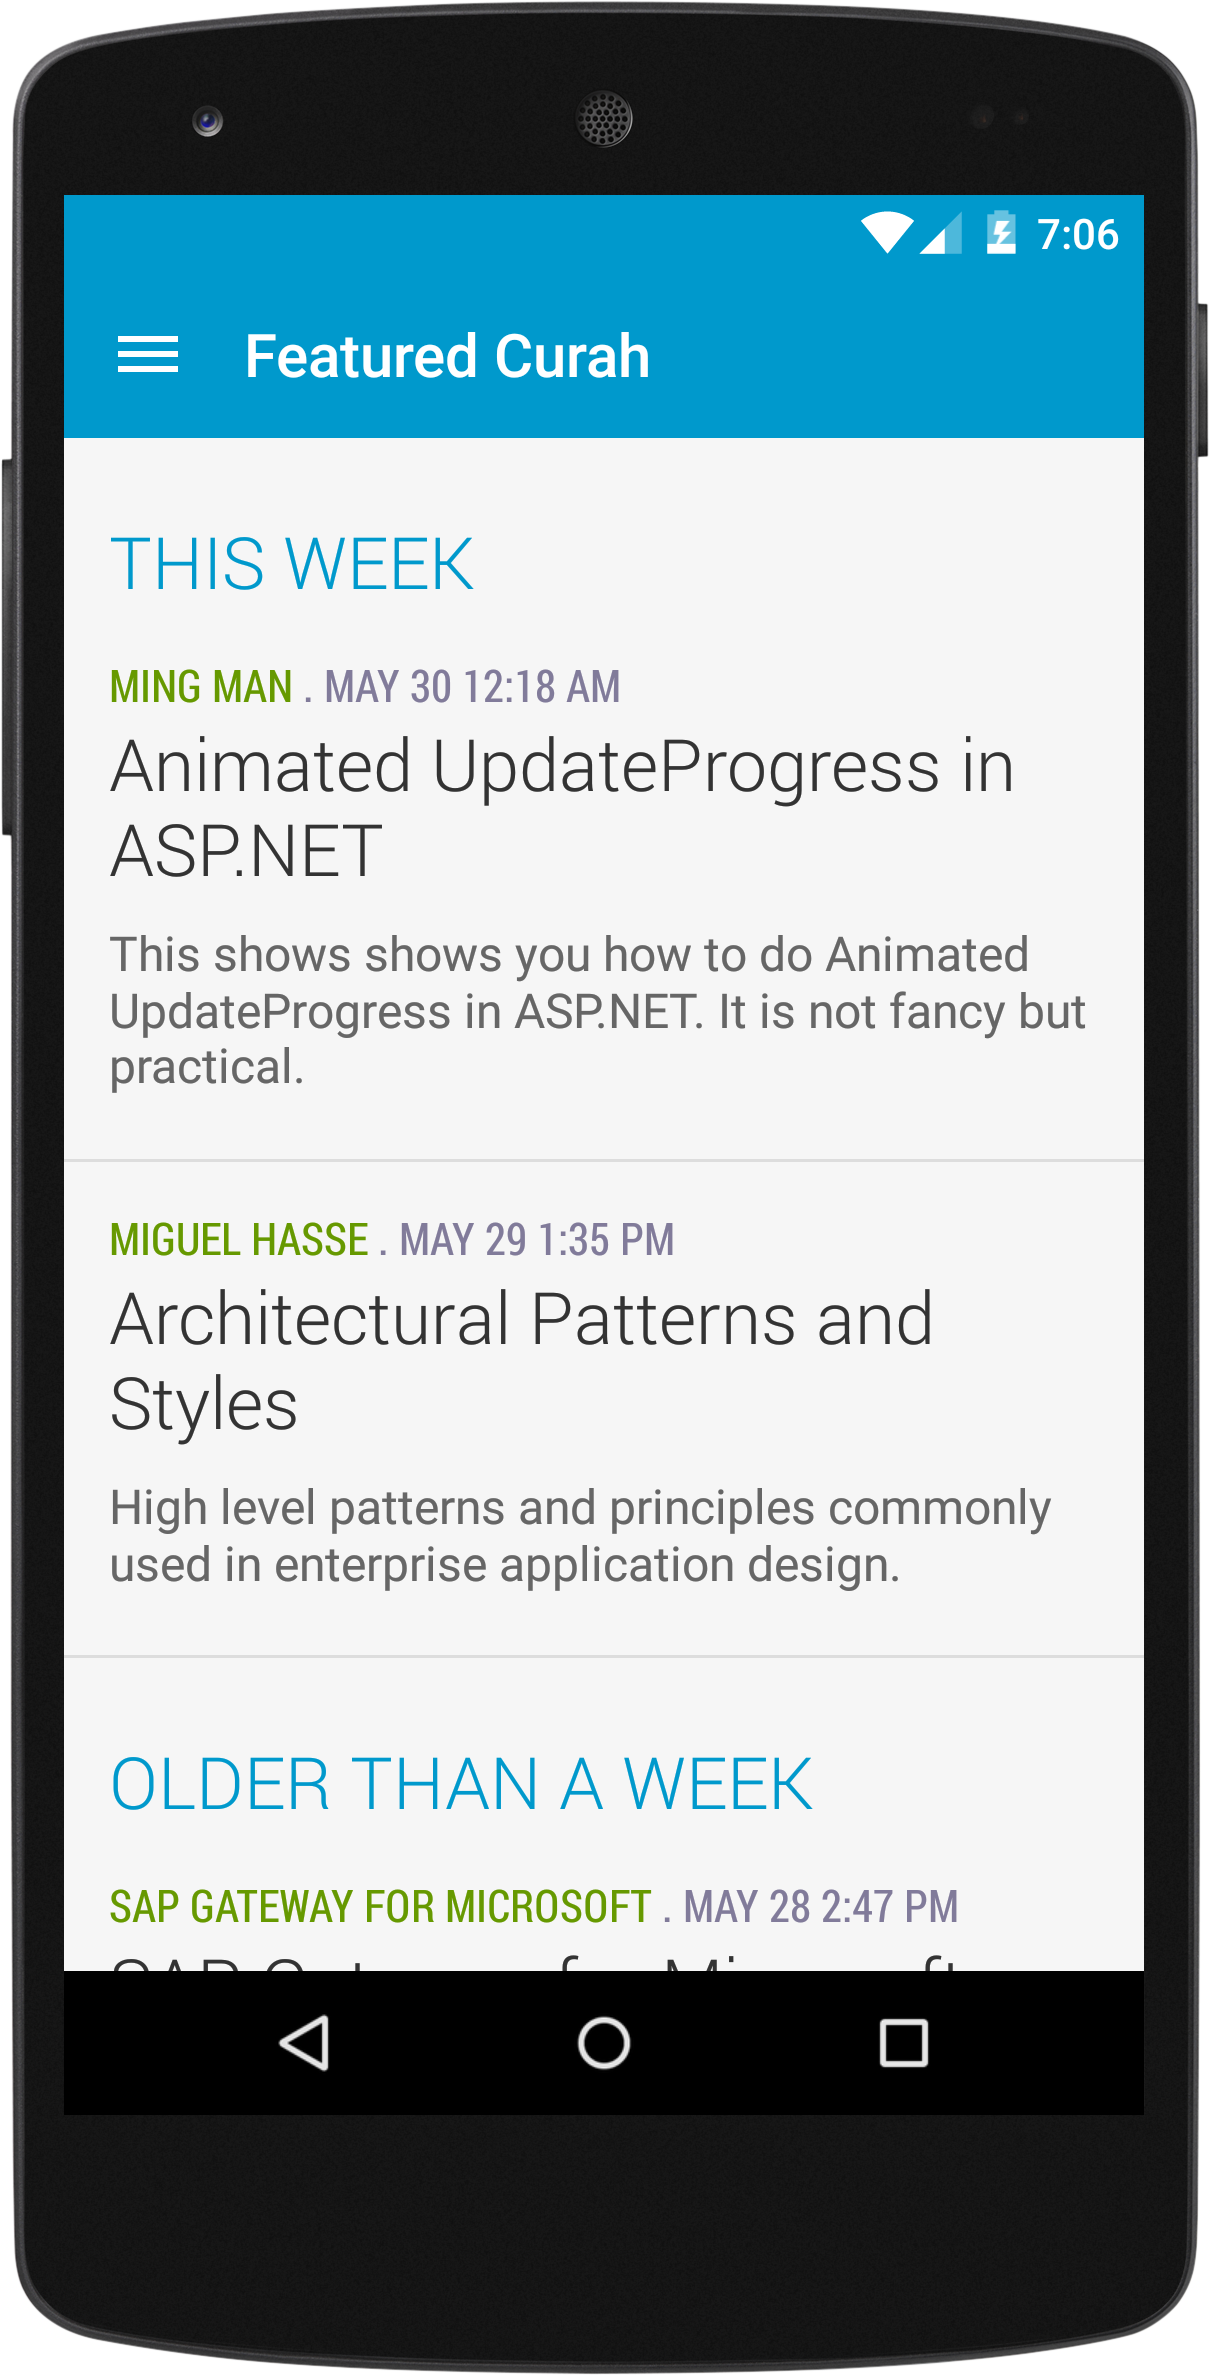 7:06
Featured Curah
THIS WEEK
MING MAN . MAY 30 12:18 AM
Animated UpdateProgress in
ASP.NET
This shows shows you how to do Animated
UpdateProgress in ASP.NET. It is not fancy but
practical.
MIGUEL HASSE . MAY 29 1:35 PM
Architectural Patterns and
Styles
High level patterns and principles commonly
used in enterprise application design.
OLDER THAN A WEEK
SAP GATEWAY FOR MICROSOFT . MAY 28 2:47 PM